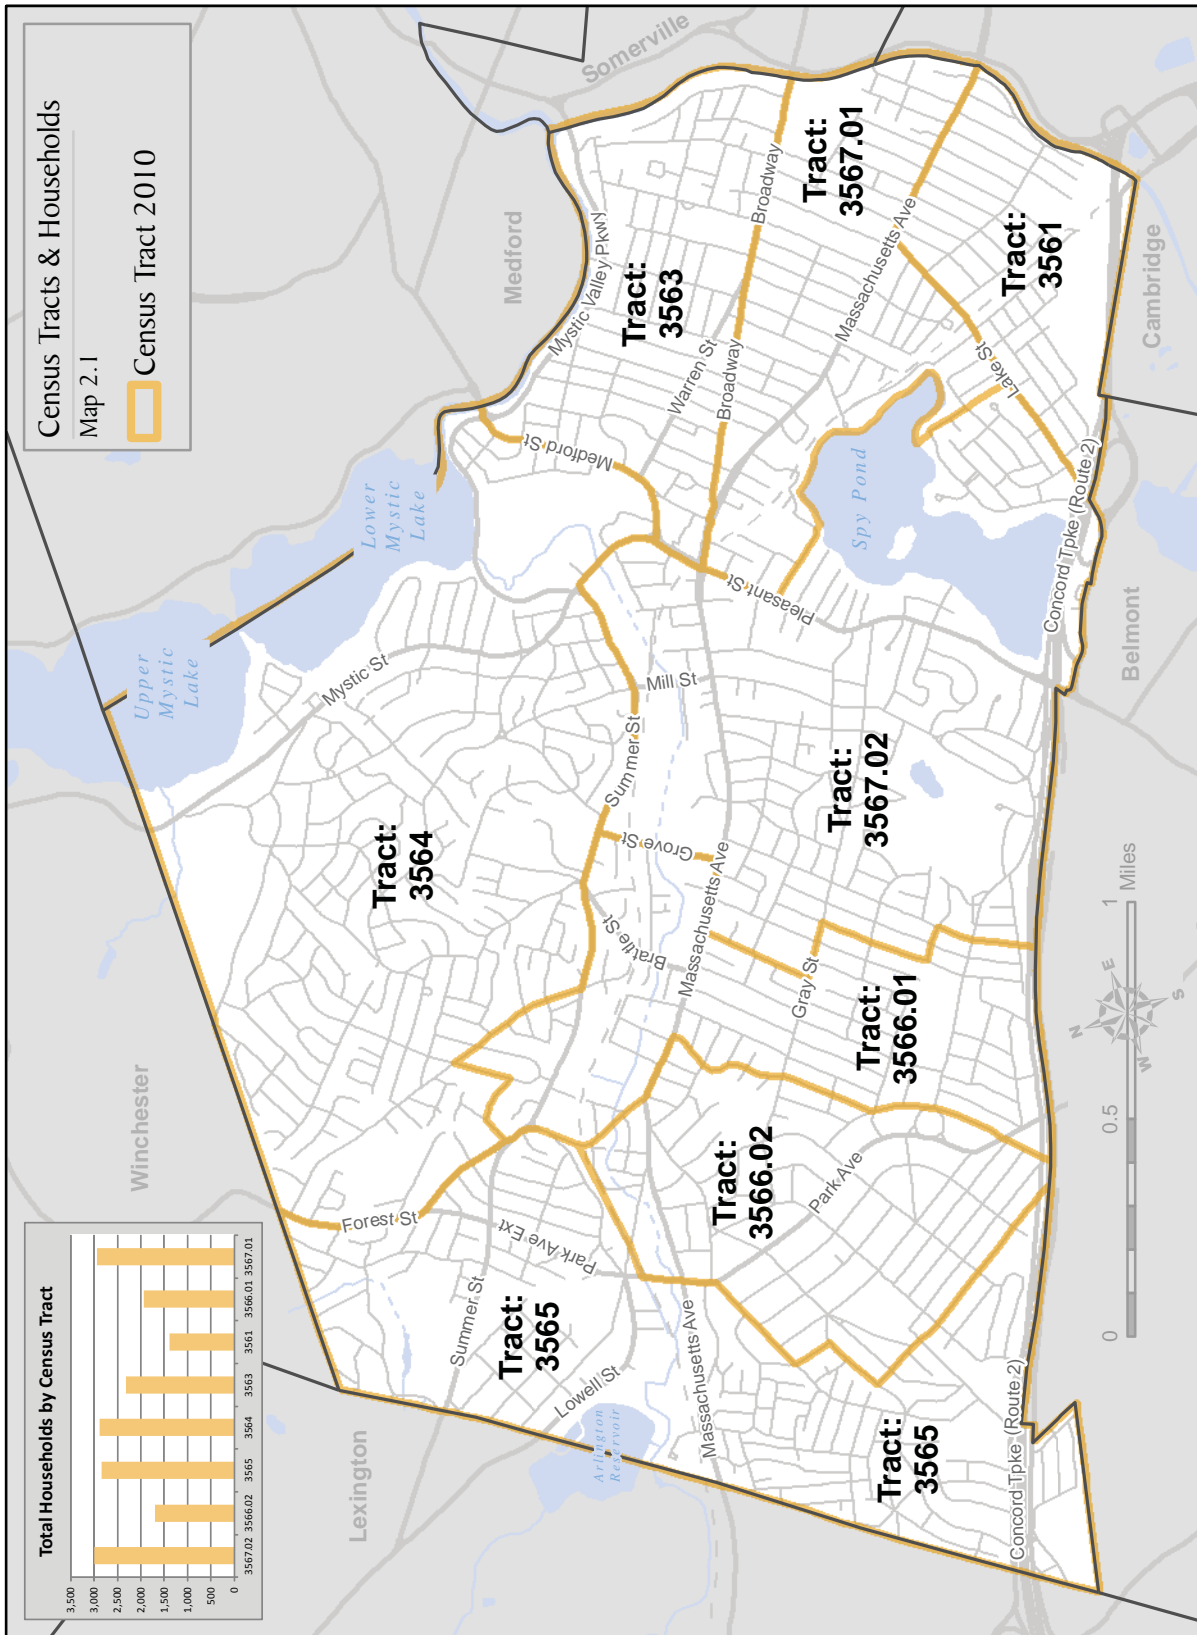 Census Tracts & Households
Map 2.1
Census Tract 2010
Total Households by Census Tract
3,500
3,000
2,500
2,000
1,500
1,000
500
0
3567.02 3566.02 3565 3564 3563 3561 3566.01 3567.01
Winchester
Lexington
Medford
Somerville
Cambridge
Belmont
Upper
Mystic
Lake
Lower
Mystic
Lake
Spy Pond
Arlington
Reservoir
Tract:
3564
Tract:
3563
Tract:
3567.01
Tract:
3561
Tract:
3567.02
Tract:
3566.01
Tract:
3566.02
Tract:
3565
Tract:
3565
Forest St
Summer St
Park Ave Ext
Lowell St
Massachusetts Ave
Park Ave
Concord Tpke (Route 2)
Mystic St
Summer St
Grove St
Brattle St
Mill St
Massachusetts Ave
Gray St
Pleasant St
Medford St
Mystic Valley Pkwy
Warren St
Broadway
Broadway
Massachusetts Ave
Lake St
Concord Tpke (Route 2)
N
E
S
W
0
0.5
1
Miles